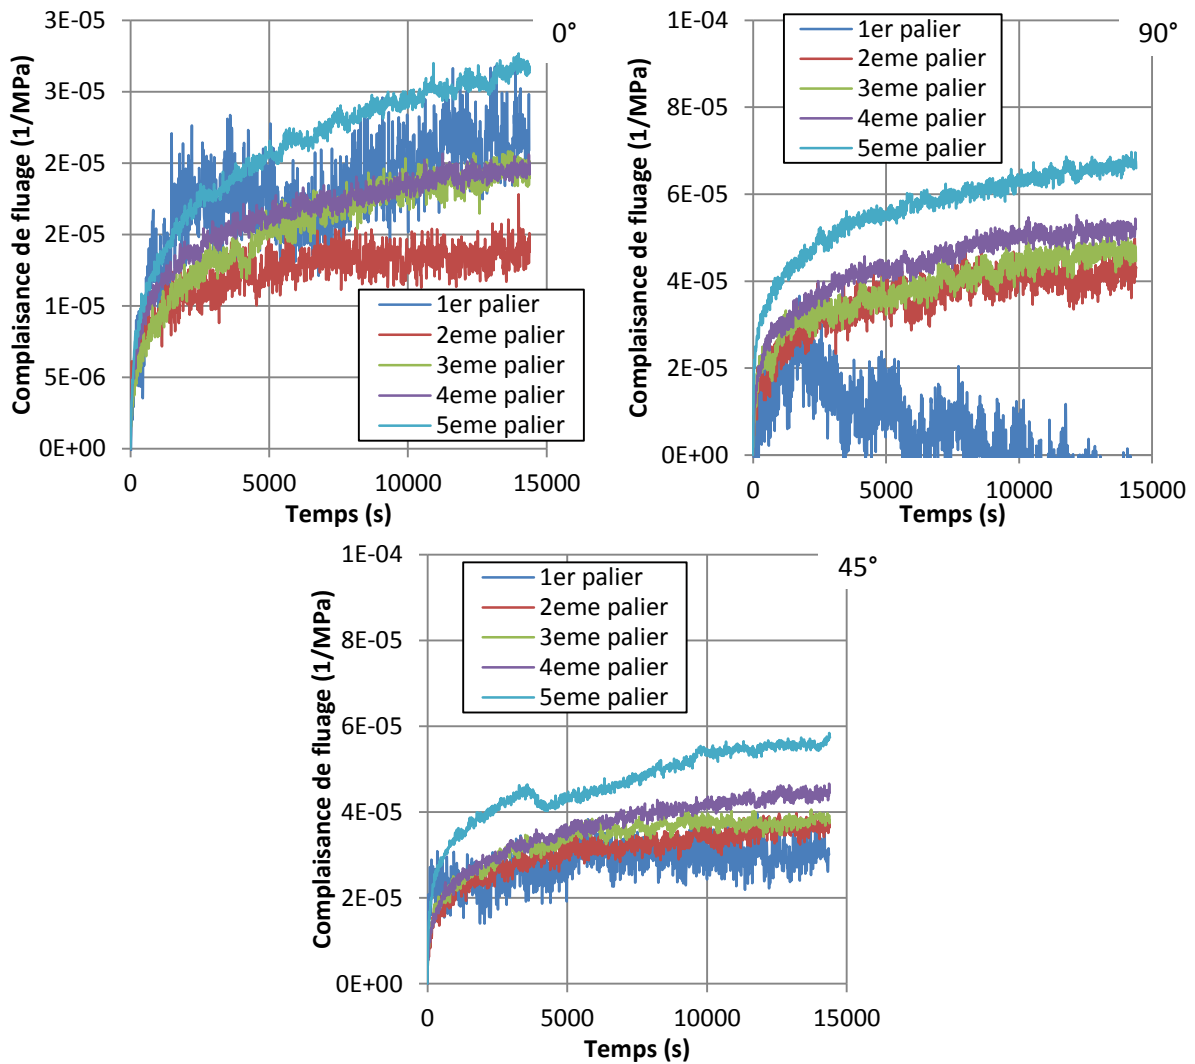 0°
Complaisance de fluage (1/MPa)
3E-05
3E-05
2E-05
2E-05
1E-05
5E-06
0E+00
1er palier
2eme palier
3eme palier
4eme palier
5eme palier
0
5000
10000
15000
Temps (s)
90°
Complaisance de fluage (1/MPa)
1E-04
8E-05
6E-05
4E-05
2E-05
0E+00
1er palier
2eme palier
3eme palier
4eme palier
5eme palier
0
5000
10000
15000
Temps (s)
45°
Complaisance de fluage (1/MPa)
1E-04
8E-05
6E-05
4E-05
2E-05
0E+00
1er palier
2eme palier
3eme palier
4eme palier
5eme palier
0
5000
10000
15000
Temps (s)